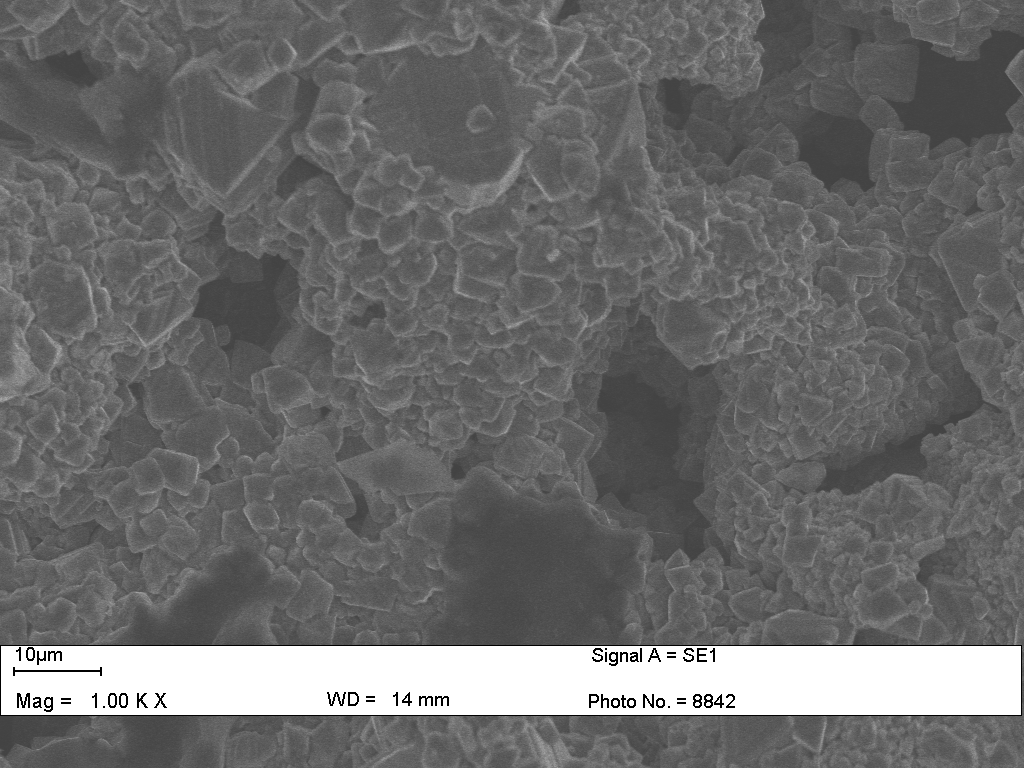 10µm
Signal A = SE1
Mag = 1.00 K X
WD = 14 mm
Photo No. = 8842